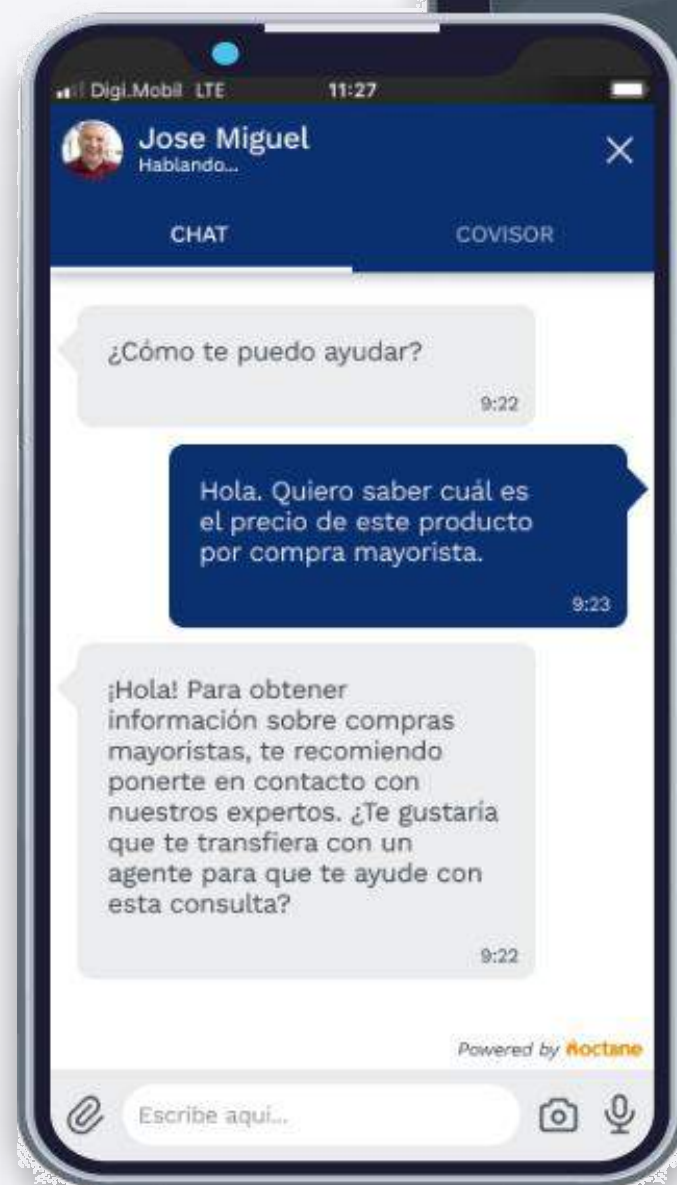 Digi.Mobil LTE 11:27
Jose Miguel
Hablando...
CHAT COVISOR
¿Cómo te puedo ayudar?
9:22
Hola. Quiero saber cuál es
el precio de este producto
por compra mayorista.
9:23
¡Hola! Para obtener
información sobre compras
mayoristas, te recomiendo
ponerte en contacto con
nuestros expertos. ¿Te gustaría
que te transfiera con un
agente para que te ayude con
esta consulta?
9:22
Powered by ñoctane
Escribe aquí...